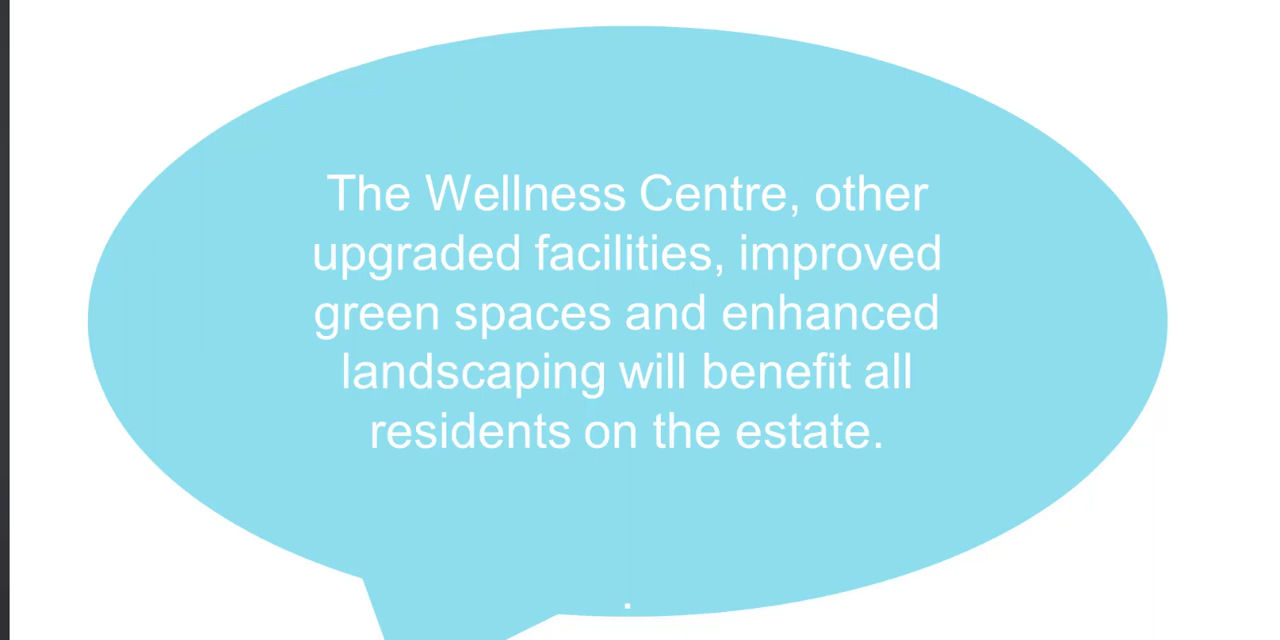 The Wellness Centre, other
upgraded facilities, improved
green spaces and enhanced
landscaping will benefit all
residents on the estate.
.